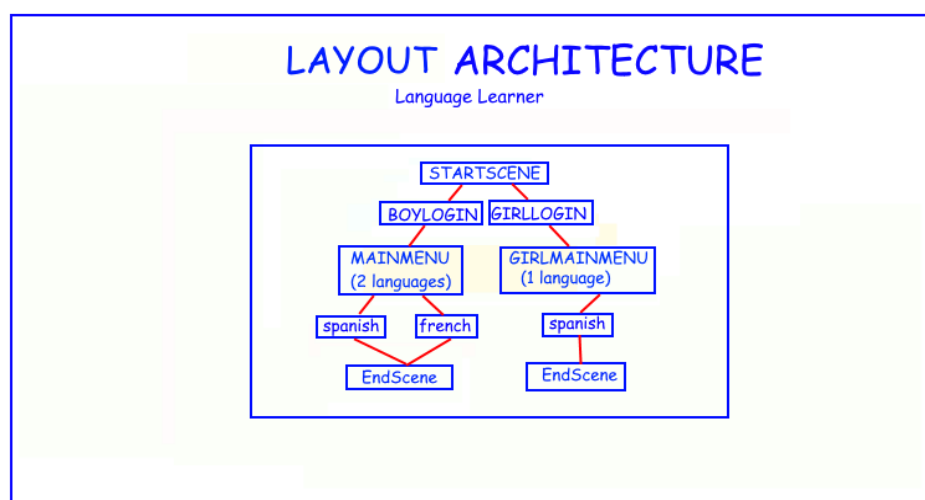 LAYOUT ARCHITECTURE
Language Learner
STARTSCENE
BOYLOGIN
GIRLLOGIN
MAINMENU
(2 languages)
GIRLMAINMENU
(1 language)
spanish
french
spanish
EndScene
EndScene